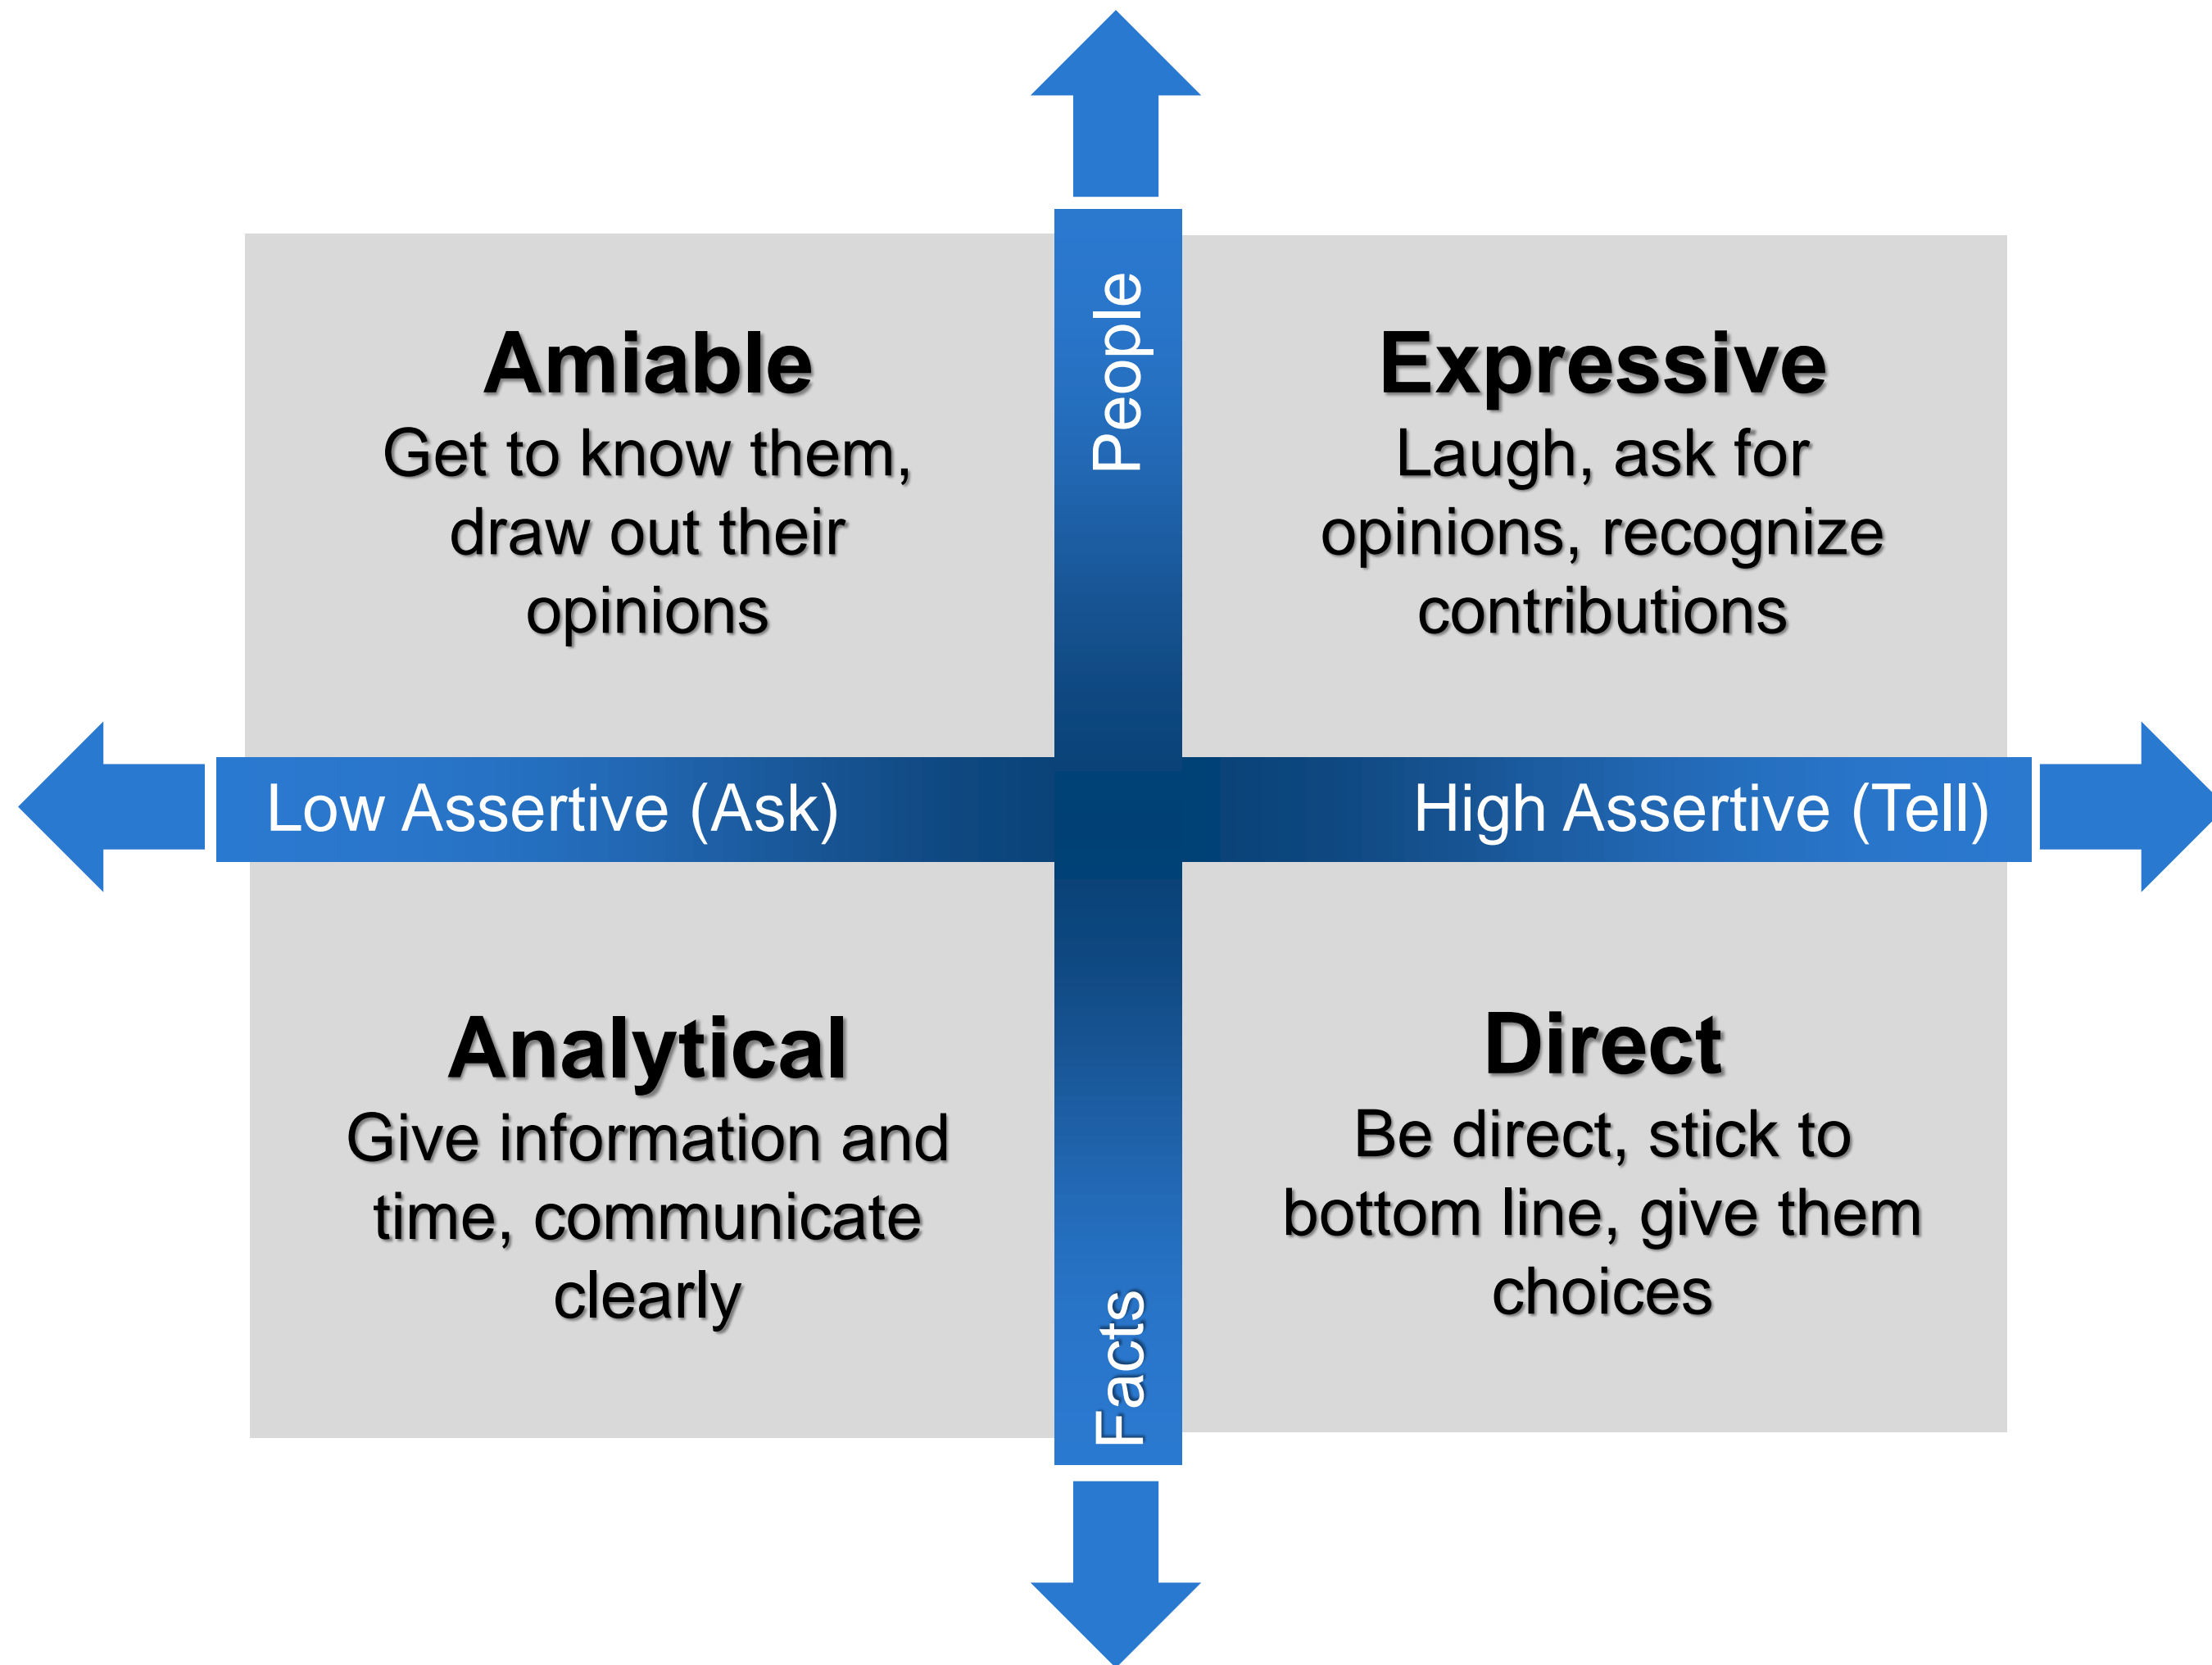 People
Amiable
Get to know them,
draw out their
opinions
Expressive
Laugh, ask for
opinions, recognize
contributions
Low Assertive (Ask)
High Assertive (Tell)
Analytical
Give information and
time, communicate
clearly
Direct
Be direct, stick to
bottom line, give them
choices
Facts